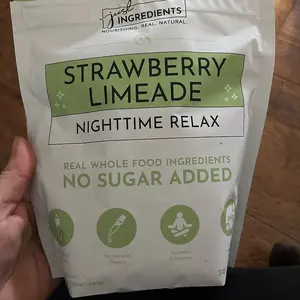 just
INGREDIENTS
NOURISHING. REAL. NATURAL.
STRAWBERRY
LIMEADE
NIGHTTIME RELAX
REAL WHOLE FOOD INGREDIENTS
NO SUGAR ADDED